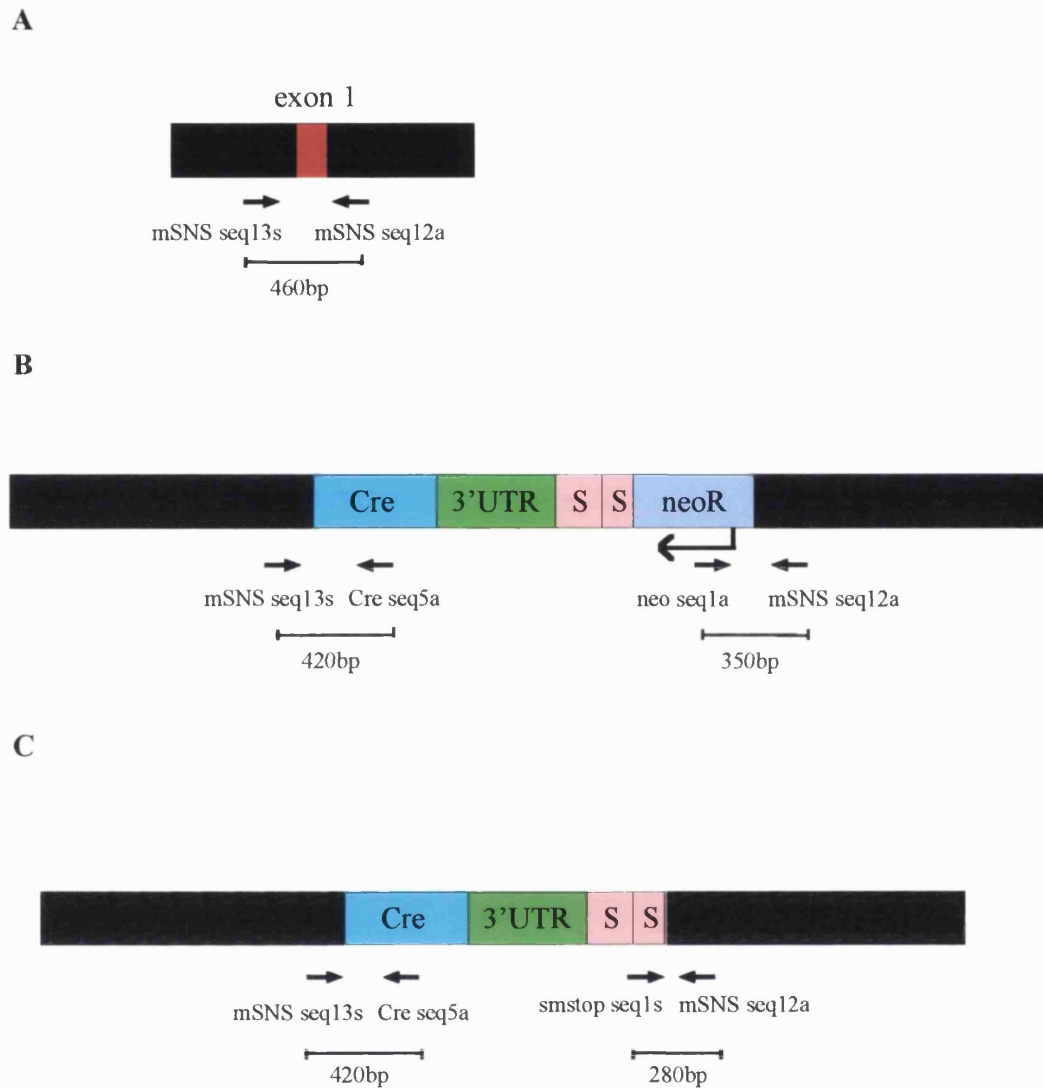 A
exon 1
mSNS seq13s mSNS seq12a
460bp
B
Cre 3’UTR S S neoR
mSNS seq13s Cre seq5a neo seq1a mSNS seq12a
420bp 350bp
C
Cre 3’UTR S S
mSNS seq13s Cre seq5a smstop seq1s mSNS seq12a
420bp 280bp